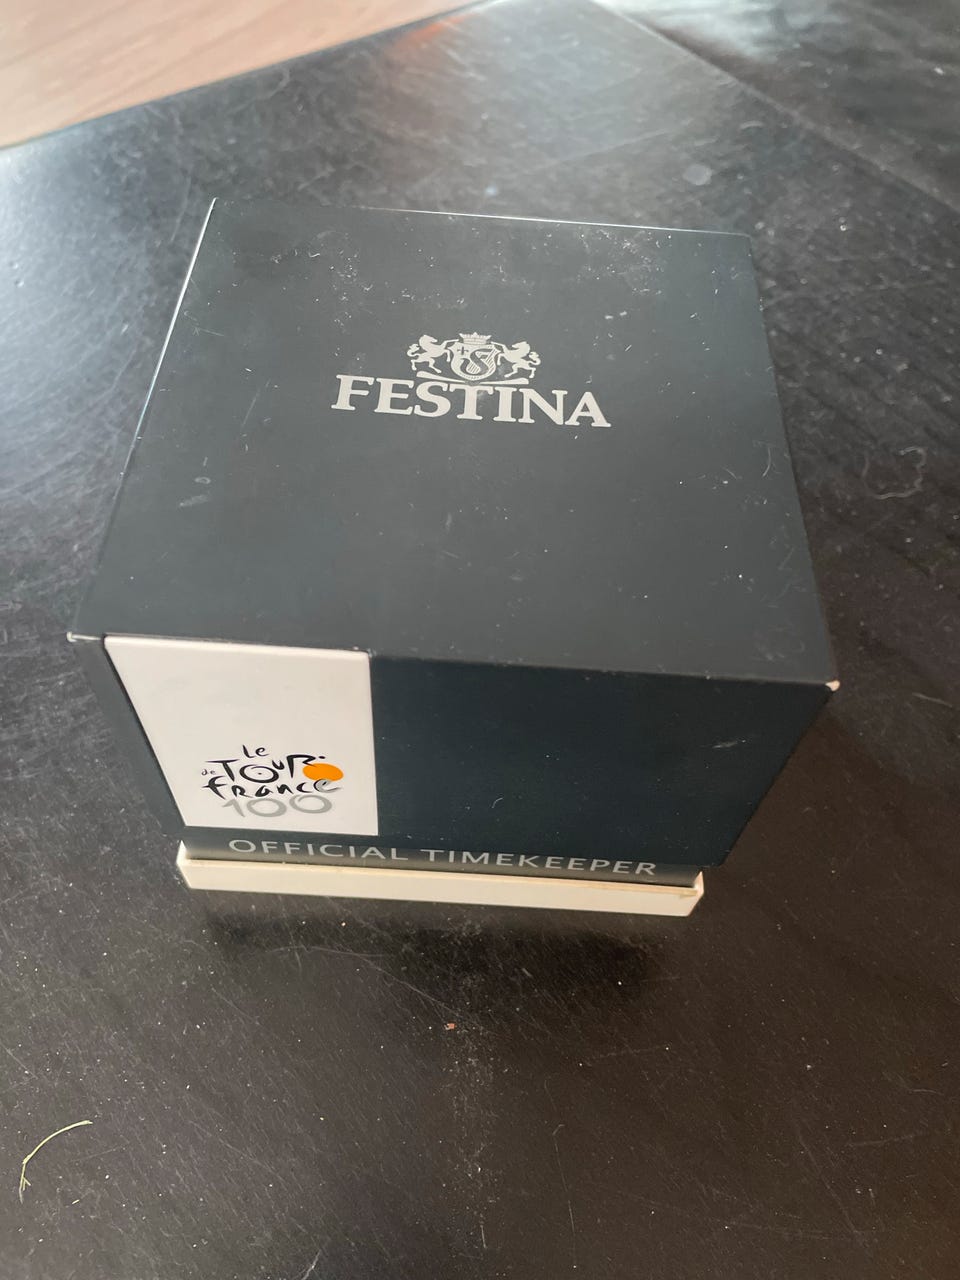 FESTINA
Le
de TOUR
france
100
OFFICIAL TIMEKEEPER